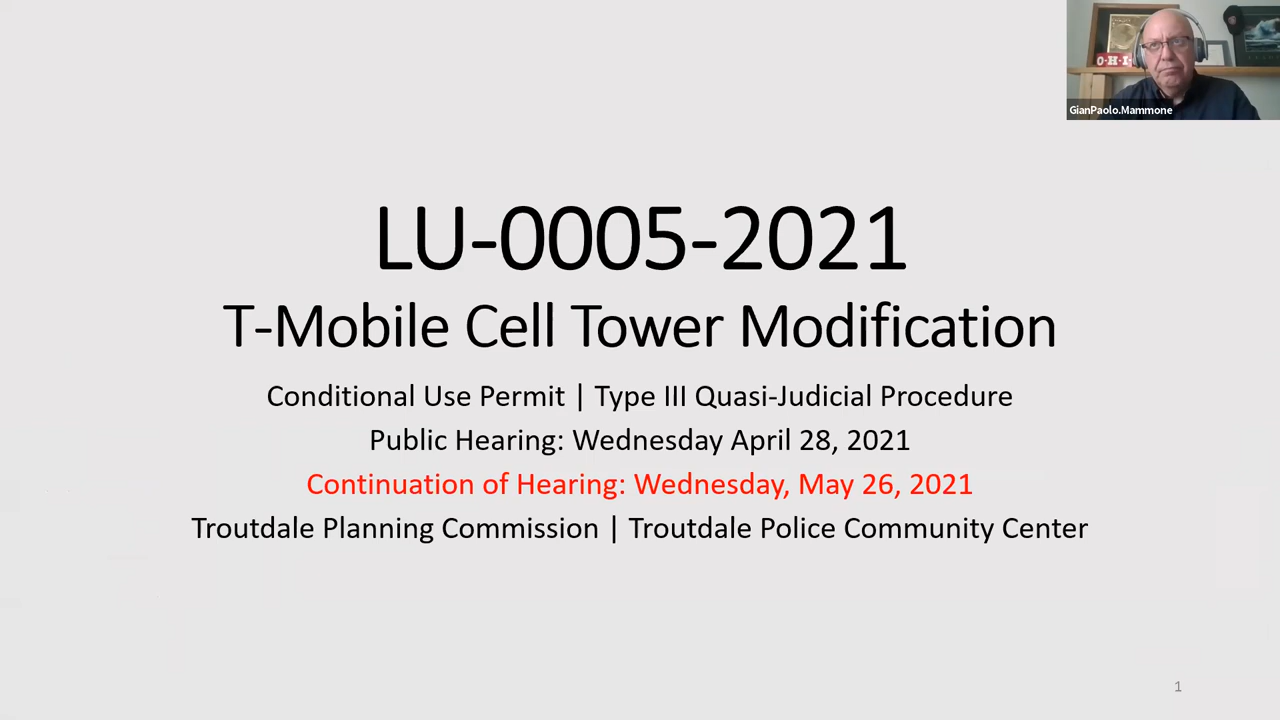 O-H-I
GianPaolo.Mammone
LU-0005-2021
T-Mobile Cell Tower Modification
Conditional Use Permit | Type III Quasi-Judicial Procedure
Public Hearing: Wednesday April 28, 2021
Continuation of Hearing: Wednesday, May 26, 2021
Troutdale Planning Commission | Troutdale Police Community Center
1